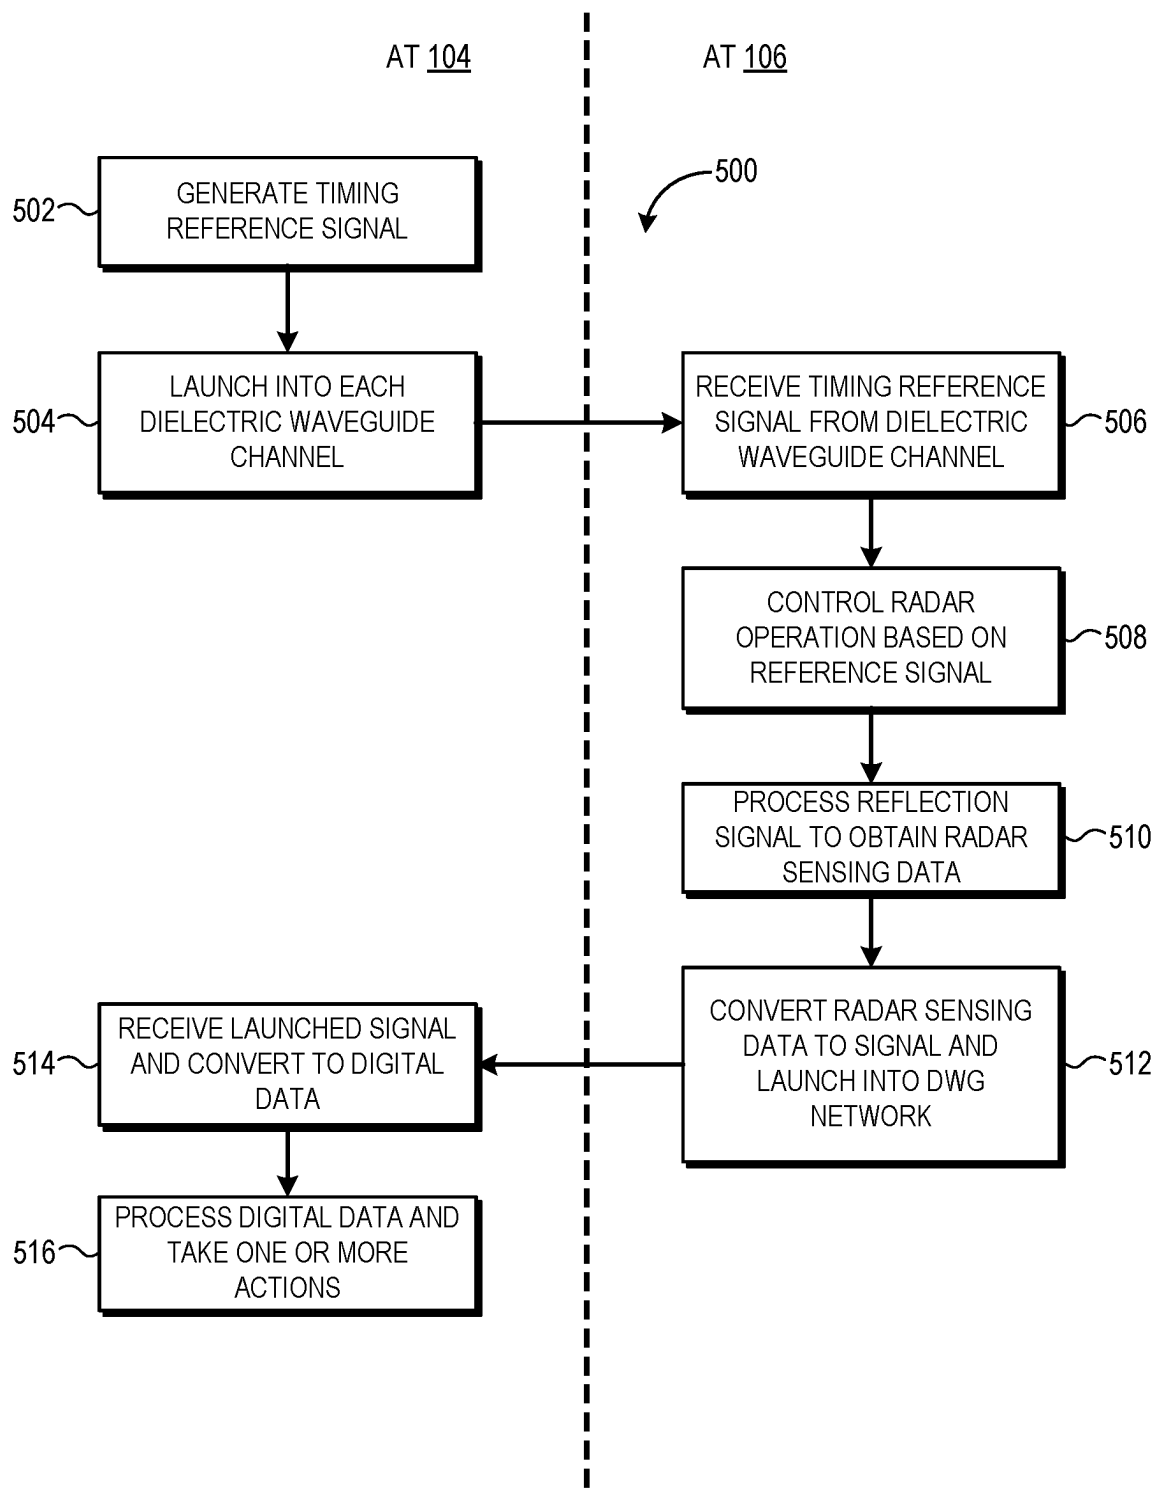 AT 104
AT 106
500
502
GENERATE TIMING
REFERENCE SIGNAL
504
LAUNCH INTO EACH
DIELECTRIC WAVEGUIDE
CHANNEL
RECEIVE TIMING REFERENCE
SIGNAL FROM DIELECTRIC
WAVEGUIDE CHANNEL
506
CONTROL RADAR
OPERATION BASED ON
REFERENCE SIGNAL
508
PROCESS REFLECTION
SIGNAL TO OBTAIN RADAR
SENSING DATA
510
CONVERT RADAR SENSING
DATA TO SIGNAL AND
LAUNCH INTO DWG
NETWORK
512
514
RECEIVE LAUNCHED SIGNAL
AND CONVERT TO DIGITAL
DATA
516
PROCESS DIGITAL DATA AND
TAKE ONE OR MORE
ACTIONS